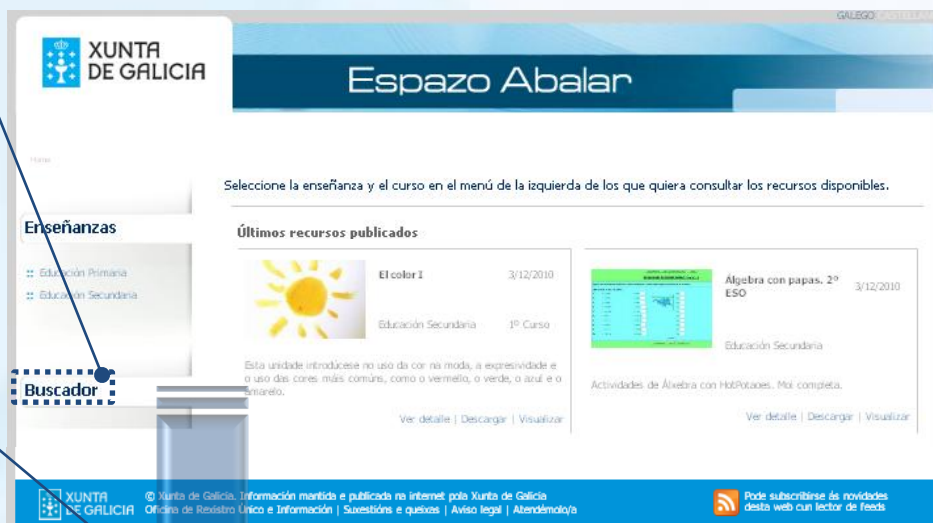 GALEGO CASTELLANO
XUNTA
DE GALICIA
Espazo Abalar
Home
Seleccione la enseñanza y el curso en el menú de la izquierda de los que quiera consultar los recursos disponibles.
Enseñanzas
Educación Primaria
Educación Secundaria
Buscador
Últimos recursos publicados
El color I 3/12/2010
Educación Secundaria 1º Curso
Esta unidade introdúcese no uso da cor na moda, a expresividade e
o uso das cores máis comúns, como o vermello, o verde, o azul e o
amarelo.
Ver detalle | Descargar | Visualizar
Álgebra con papas. 2º
ESO
3/12/2010
Educación Secundaria
Actividades de Álxebra con HotPotaoes. Moi completa.
Ver detalle | Descargar | Visualizar
XUNTA
DE GALICIA
© Xunta de Galicia. Información mantida e publicada na internet pola Xunta de Galicia
Oficina de Rexistro Único e Información | Suxestións e queixas | Aviso legal | Atendémolo/a
Pode subscribirse ás novidades
desta web cun lector de feeds